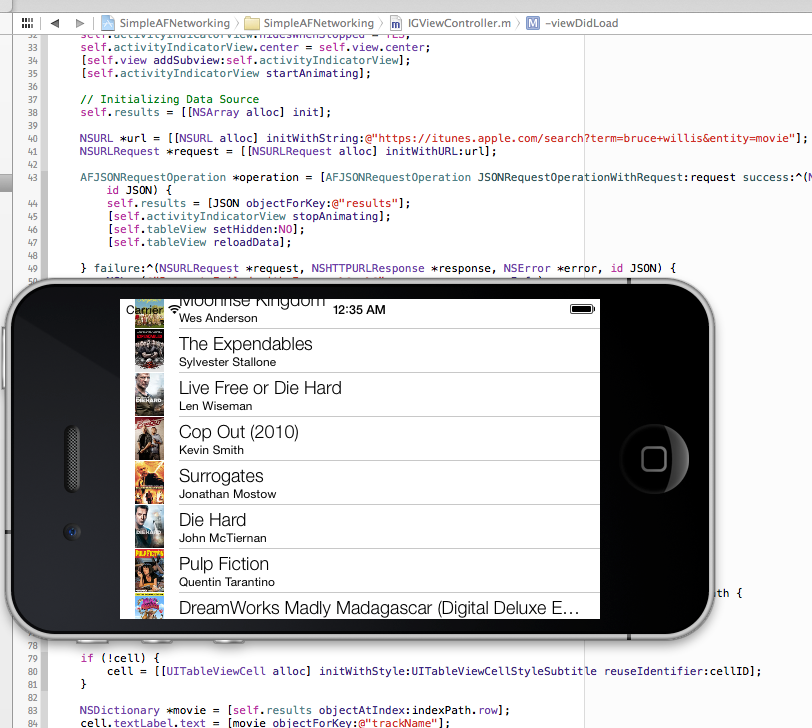 SimpleAFNetworking SimpleAFNetworking IGViewController.m M -viewDidLoad
32 self.activityIndicatorView.hidesWhenStopped = YES;
33 self.activityIndicatorView.center = self.view.center;
34 [self.view addSubview:self.activityIndicatorView];
35 [self.activityIndicatorView startAnimating];
36
37 // Initializing Data Source
38 self.results = [[NSArray alloc] init];
39
40 NSURL *url = [[NSURL alloc] initWithString:@"https://itunes.apple.com/search?term=bruce+willis&entity=movie"];
41 NSURLRequest *request = [[NSURLRequest alloc] initWithURL:url];
42
43 AFJSONRequestOperation *operation = [AFJSONRequestOperation JSONRequestOperationWithRequest:request success:^(N
id JSON) {
44 self.results = [JSON objectForKey:@"results"];
45 [self.activityIndicatorView stopAnimating];
46 [self.tableView setHidden:NO];
47 [self.tableView reloadData];
48
49 } failure:^(NSURLRequest *request, NSHTTPURLResponse *response, NSError *error, id JSON) {
Carrier 12:35 AM
Moonrise Kingdom
Wes Anderson
The Expendables
Sylvester Stallone
Live Free or Die Hard
Len Wiseman
Cop Out (2010)
Kevin Smith
Surrogates
Jonathan Mostow
Die Hard
John McTiernan
Pulp Fiction
Quentin Tarantino
DreamWorks Madly Madagascar (Digital Deluxe E...
th {
78
79 if (!cell) {
80 cell = [[UITableViewCell alloc] initWithStyle:UITableViewCellStyleSubtitle reuseIdentifier:cellID];
81 }
82
83 NSDictionary *movie = [self.results objectAtIndex:indexPath.row];
84 cell.textLabel.text = [movie objectForKey:@"trackName"];